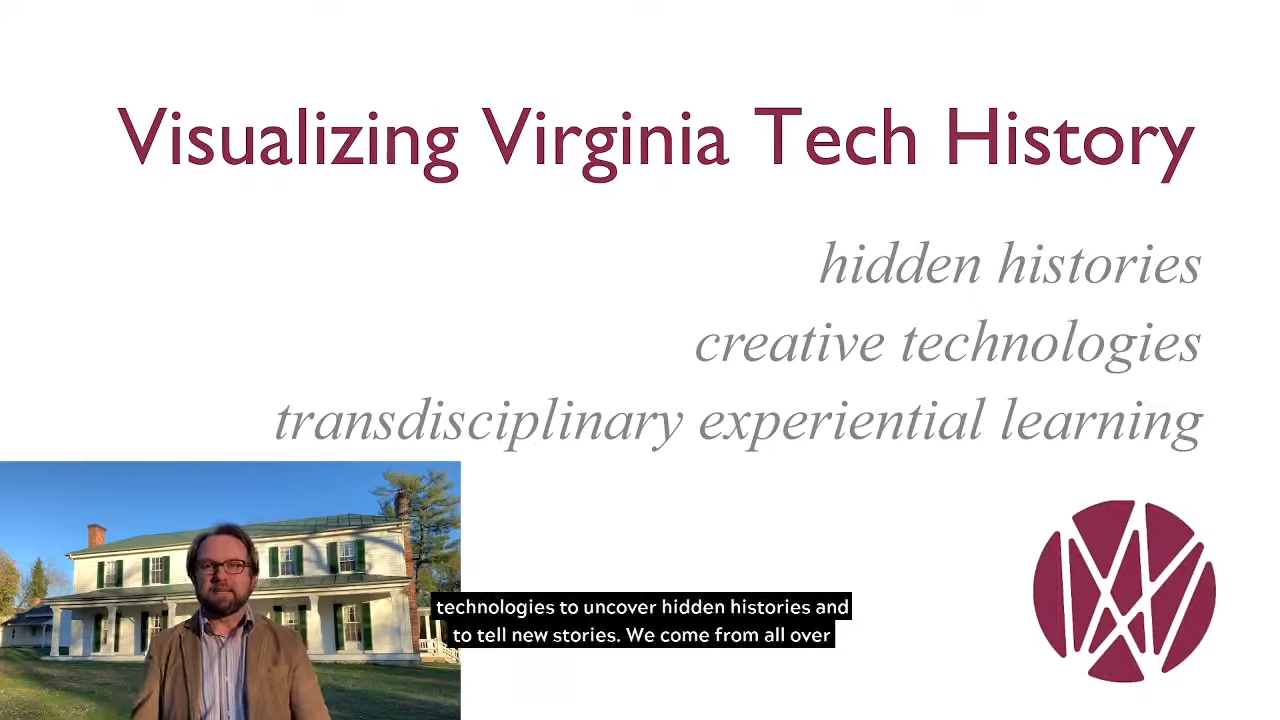 Visualizing Virginia Tech History
hidden histories
creative technologies
transdisciplinary experiential learning
technologies to uncover hidden histories and
to tell new stories. We come from all over